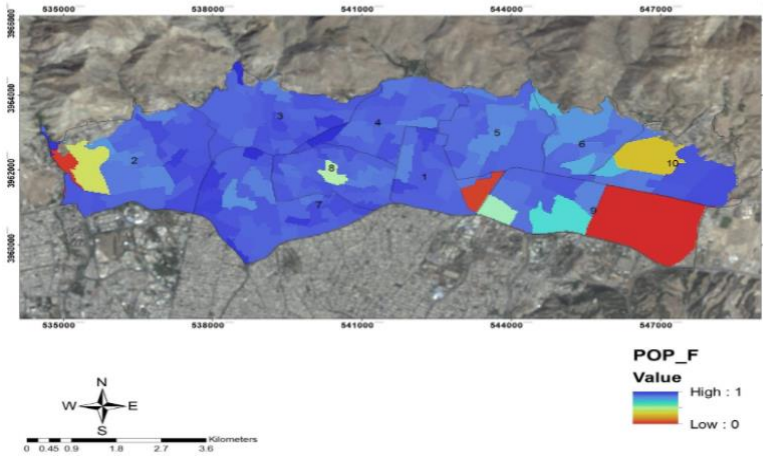 535000 538000 541000 544000 547000
3966000
3964000
3962000
3960000
3
4
5
6
2
10
8
1
7
9
535000 538000 541000 544000 547000
POP_F
Value
High : 1
Low : 0
N
W E
S
Kilometers
0 0.45 0.9 1.8 2.7 3.6